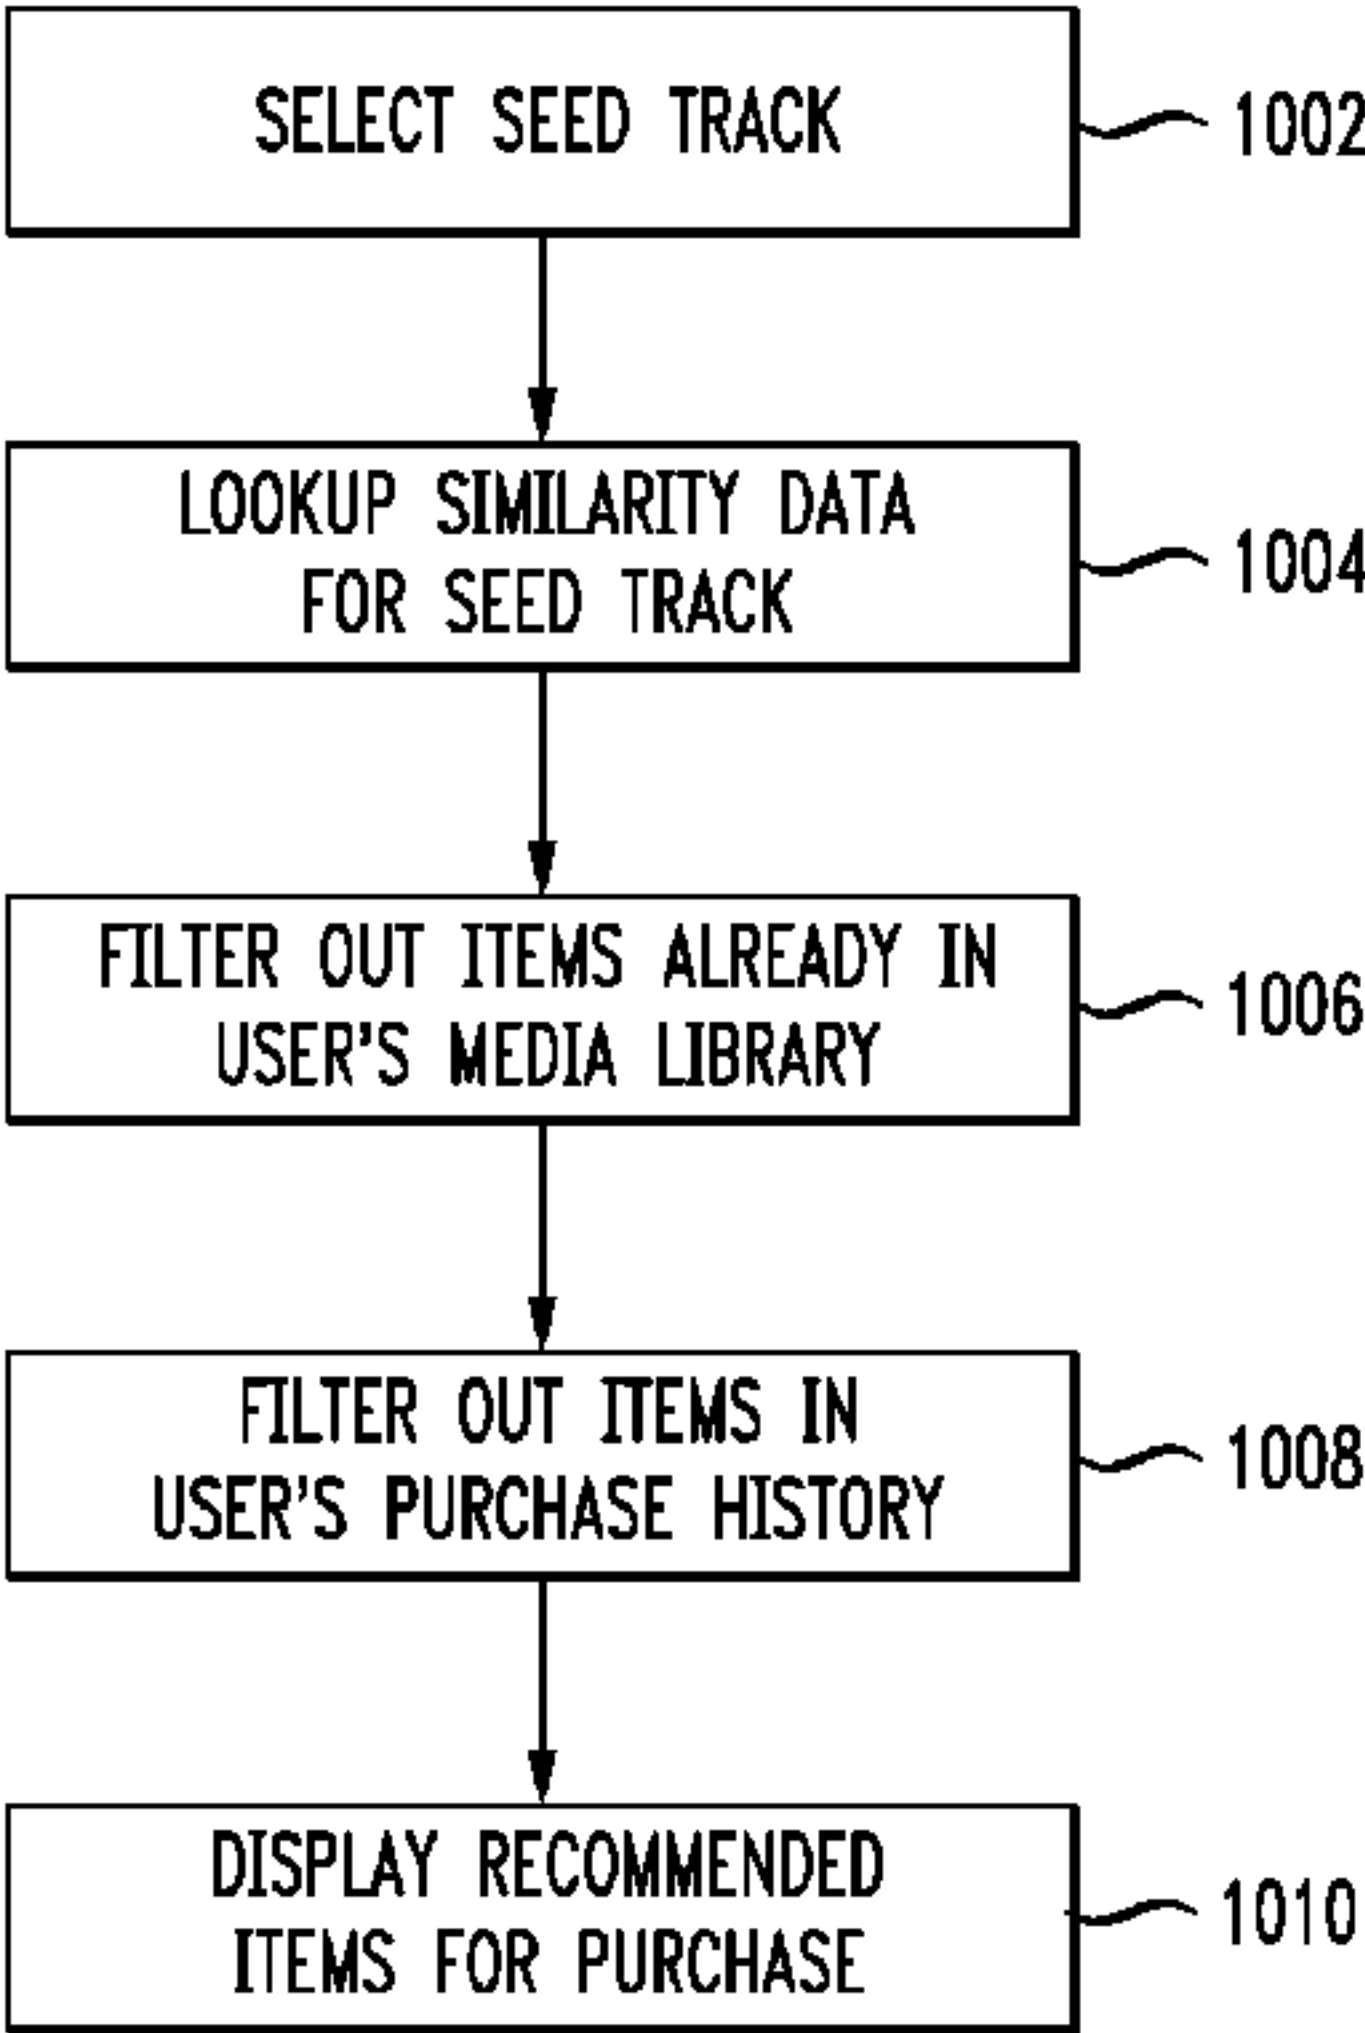 SELECT SEED TRACK
1002
LOOKUP SIMILARITY DATA
FOR SEED TRACK
1004
FILTER OUT ITEMS ALREADY IN
USER'S MEDIA LIBRARY
1006
FILTER OUT ITEMS IN
USER'S PURCHASE HISTORY
1008
DISPLAY RECOMMENDED
ITEMS FOR PURCHASE
1010